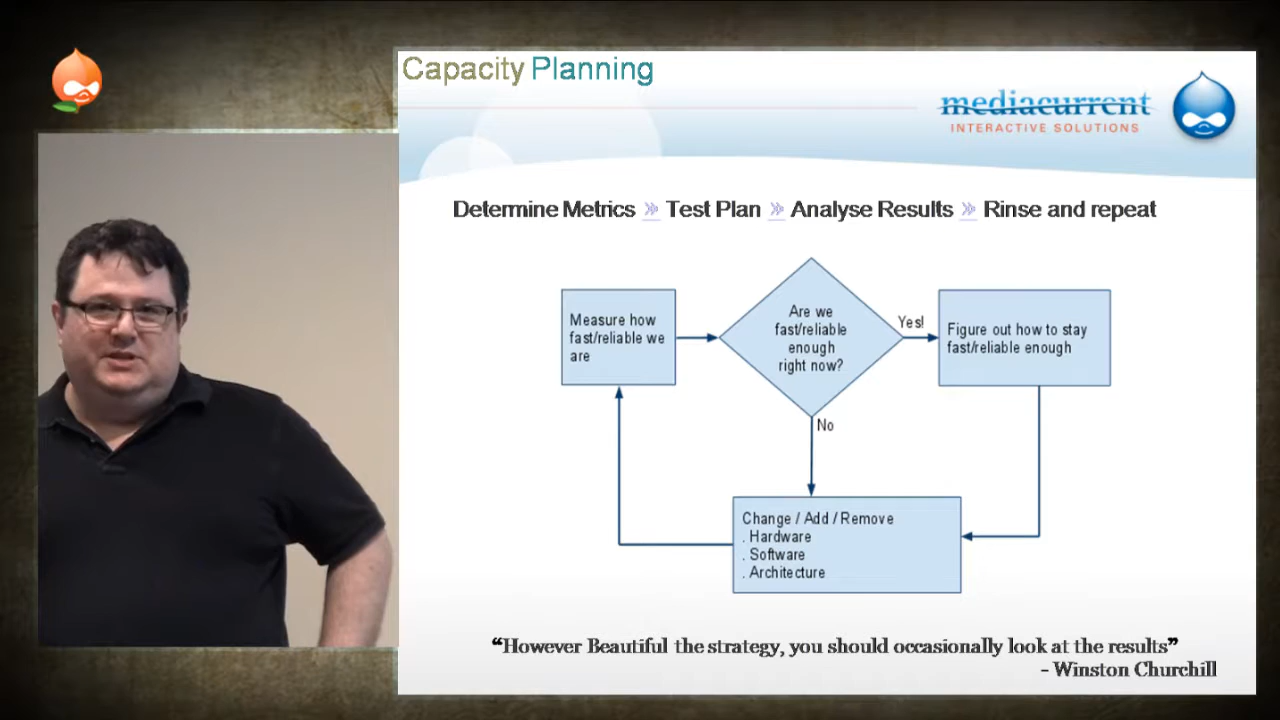 Capacity Planning
mediacurrent
INTERACTIVE SOLUTIONS
Determine Metrics » Test Plan » Analyse Results » Rinse and repeat
Measure how
fast/reliable we
are
Are we
fast/reliable
enough
right now?
Yes!
Figure out how to stay
fast/reliable enough
No
Change / Add / Remove
. Hardware
. Software
. Architecture
“However Beautiful the strategy, you should occasionally look at the results”
- Winston Churchill